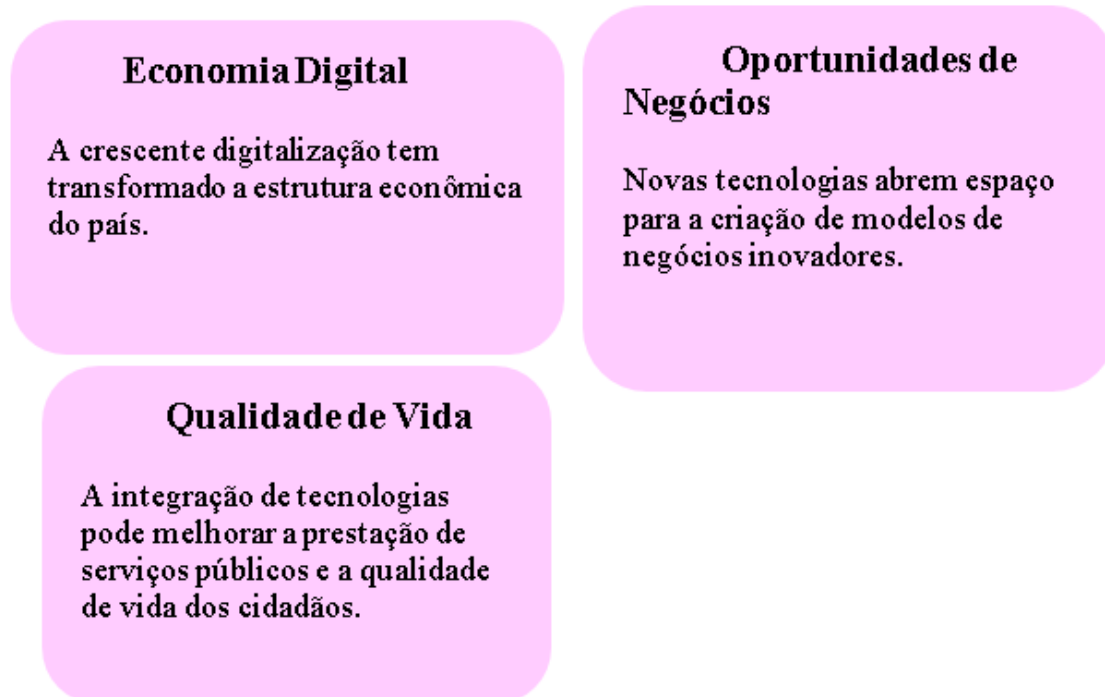 Economia Digital
A crescente digitalização tem
transformado a estrutura econômica
do país.
Oportunidades de
Negócios
Novas tecnologias abrem espaço
para a criação de modelos de
negócios inovadores.
Qualidade de Vida
A integração de tecnologias
pode melhorar a prestação de
serviços públicos e a qualidade
de vida dos cidadãos.